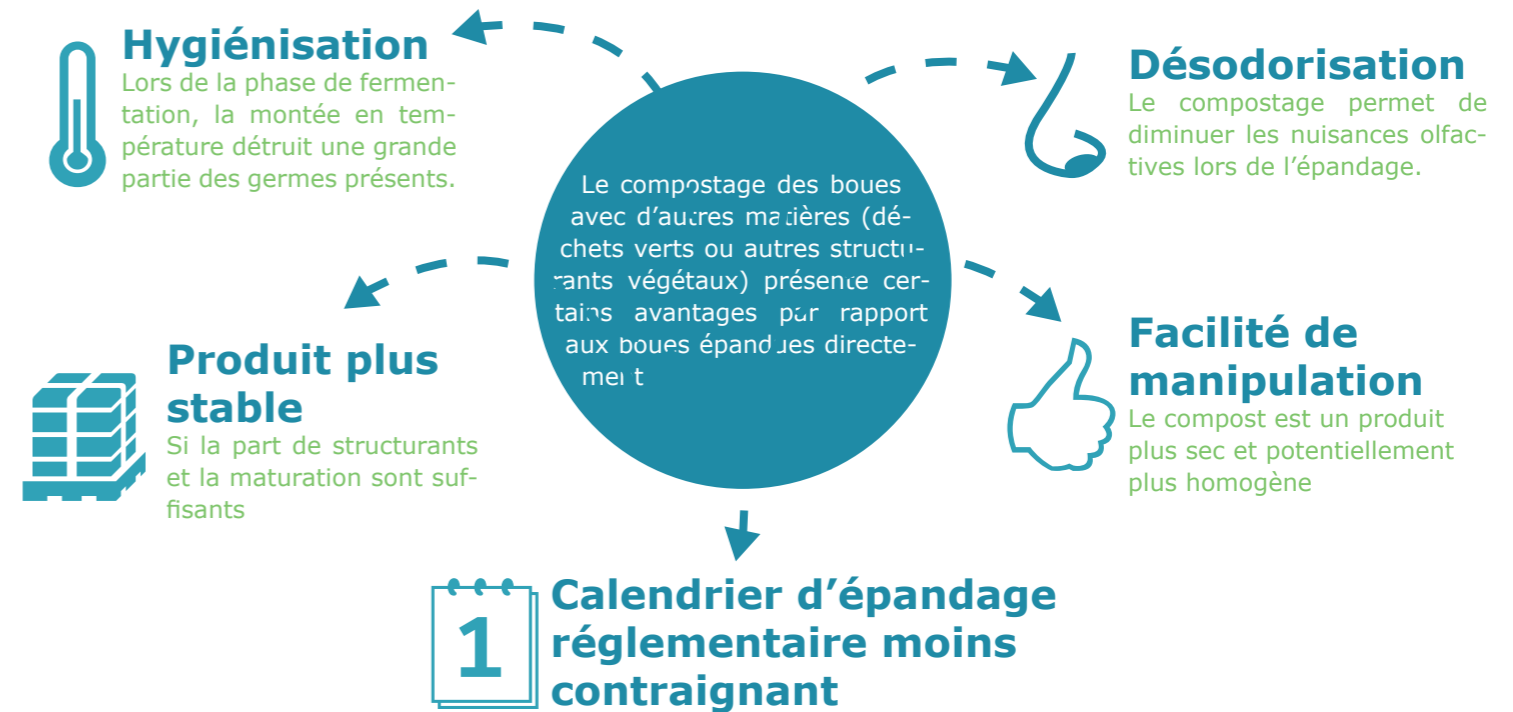 Hygiénisation
Lors de la phase de fermen-
tation, la montée en tem-
pérature détruit une grande
partie des germes présents.
Désodorisation
Le compostage permet de
diminuer les nuisances olfac-
tives lors de l’épandage.
Le compostage des boues
avec d’autres matières (dé-
chets verts ou autres structu-
rants végétaux) présente cer-
tains avantages par rapport
aux boues épandues directe-
ment
Produit plus
stable
Si la part de structurants
et la maturation sont suf-
fisants
Facilité de
manipulation
Le compost est un produit
plus sec et potentiellement
plus homogène
1
Calendrier d’épandage
réglementaire moins
contraignant